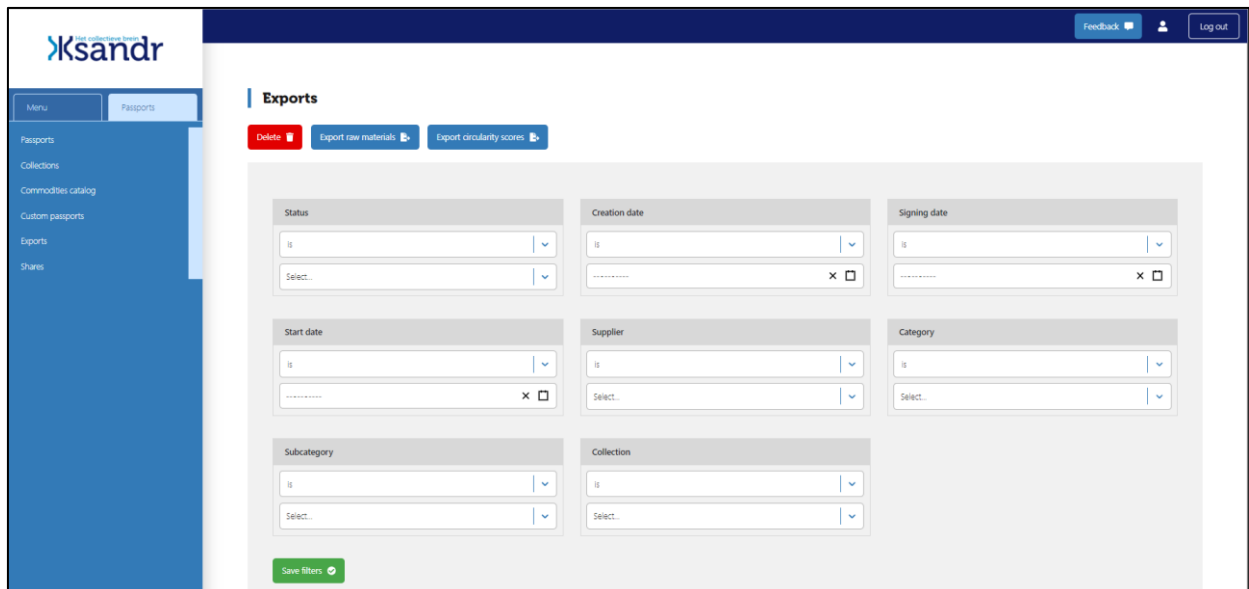 Het collectieve brein
Ksandr
Feedback
Log out
Menu
Passports
Passports
Collections
Commodities catalog
Custom passports
Exports
Shares
Exports
Delete
Export raw materials
Export circularity scores
Status
Creation date
Signing date
is
is
is
Select...
----------
----------
Start date
Supplier
Category
is
is
is
----------
Select...
Select...
Subcategory
Collection
is
is
Select...
Select...
Save filters